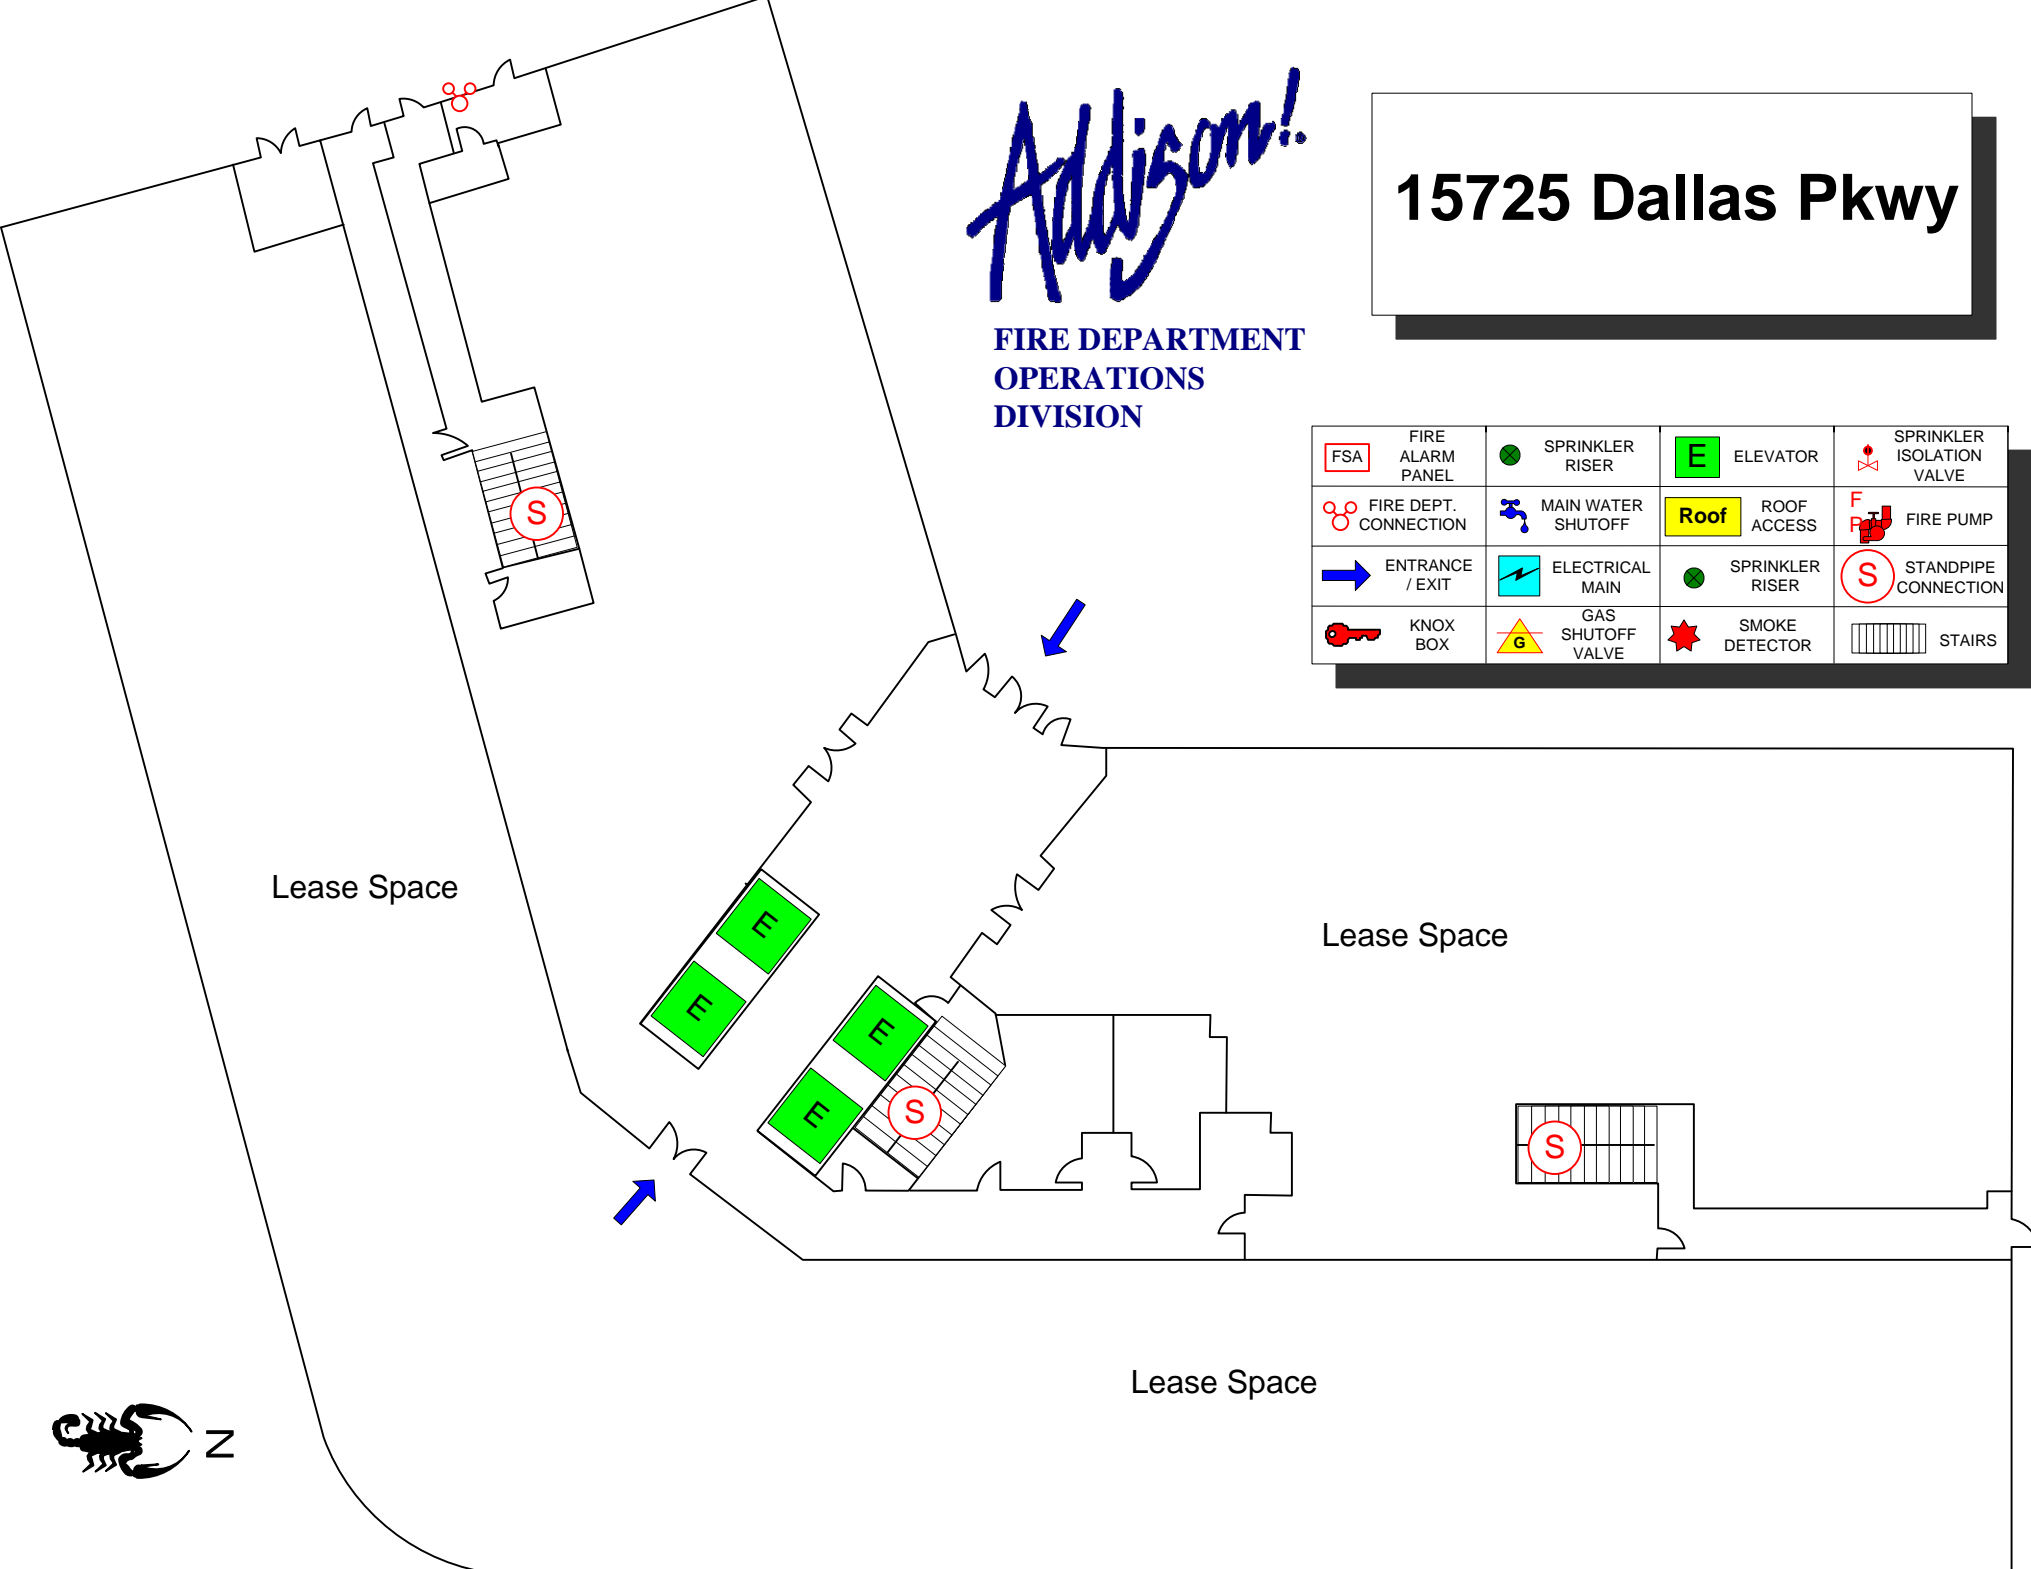 Addison!
FIRE DEPARTMENT
OPERATIONS
DIVISION
15725 Dallas Pkwy
FSA
FIRE
ALARM
PANEL
SPRINKLER
RISER
E
ELEVATOR
SPRINKLER
ISOLATION
VALVE
FIRE DEPT.
CONNECTION
MAIN WATER
SHUTOFF
Roof
ROOF
ACCESS
F
P
FIRE PUMP
ENTRANCE
/ EXIT
ELECTRICAL
MAIN
SPRINKLER
RISER
S
STANDPIPE
CONNECTION
KNOX
BOX
G
GAS
SHUTOFF
VALVE
SMOKE
DETECTOR
STAIRS
S
Lease Space
E
E
E
E
S
Lease Space
S
Lease Space
N